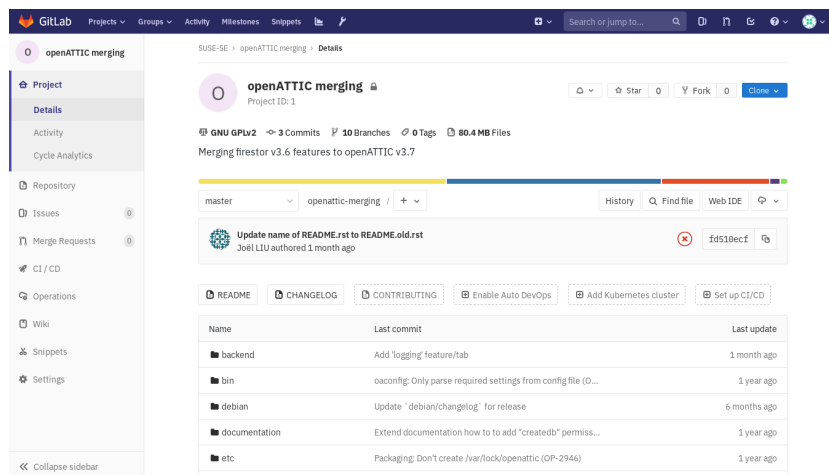 GitLab Projects Groups Activity Milestones Snippets Search or jump to...
O openATTIC merging
SUSE-SE › openATTIC merging › Details
Project
Details
Activity
Cycle Analytics
Repository
Issues 0
Merge Requests 0
CI / CD
Operations
Wiki
Snippets
Settings
Collapse sidebar
O openATTIC merging
Project ID: 1
Star 0 Fork 0 Clone
GNU GPLv2 3 Commits 10 Branches 0 Tags 80.4 MB Files
Merging firestor v3.6 features to openATTIC v3.7
master openattic-merging / + History Find file Web IDE
Update name of README.rst to README.old.rst
Joël LIU authored 1 month ago
fd510ecf
README CHANGELOG CONTRIBUTING Enable Auto DevOps Add Kubernetes cluster Set up CI/CD
Name Last commit Last update
backend Add 'logging' feature/tab 1 month ago
bin oaconfig: Only parse required settings from config file (O... 1 year ago
debian Update `debian/changelog` for release 6 months ago
documentation Extend documentation how to to add "createdb" permiss... 1 year ago
etc Packaging: Don't create /var/lock/openattic (OP-2946) 1 year ago